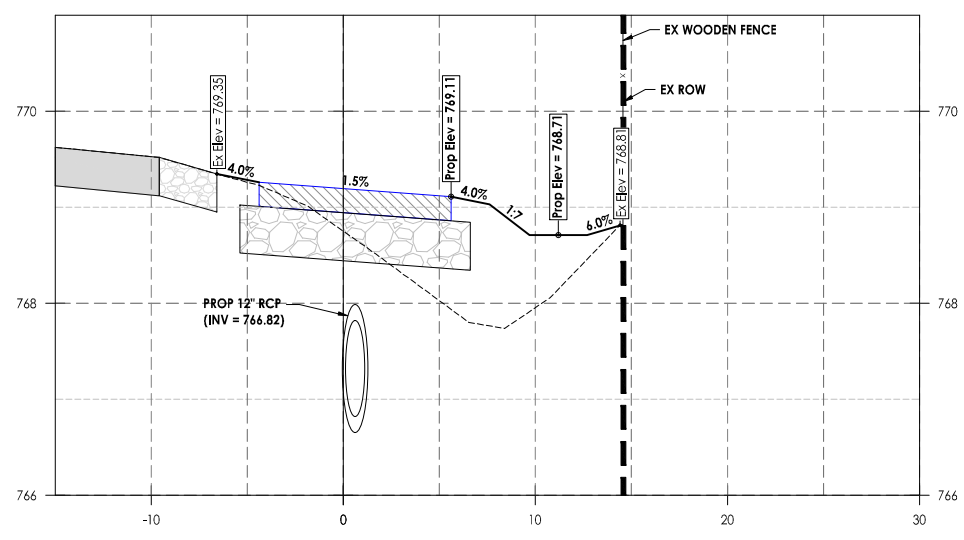 EX WOODEN FENCE
X
EX ROW
770
770
Ex Elev = 769.35
Prop Elev = 769.11
Prop Elev = 768.71
Ex Elev = 768.81
4.0%
1.5%
4.0%
1:7
6.0%
768
768
PROP 12" RCP
(INV = 766.82)
766
766
-10
0
10
20
30